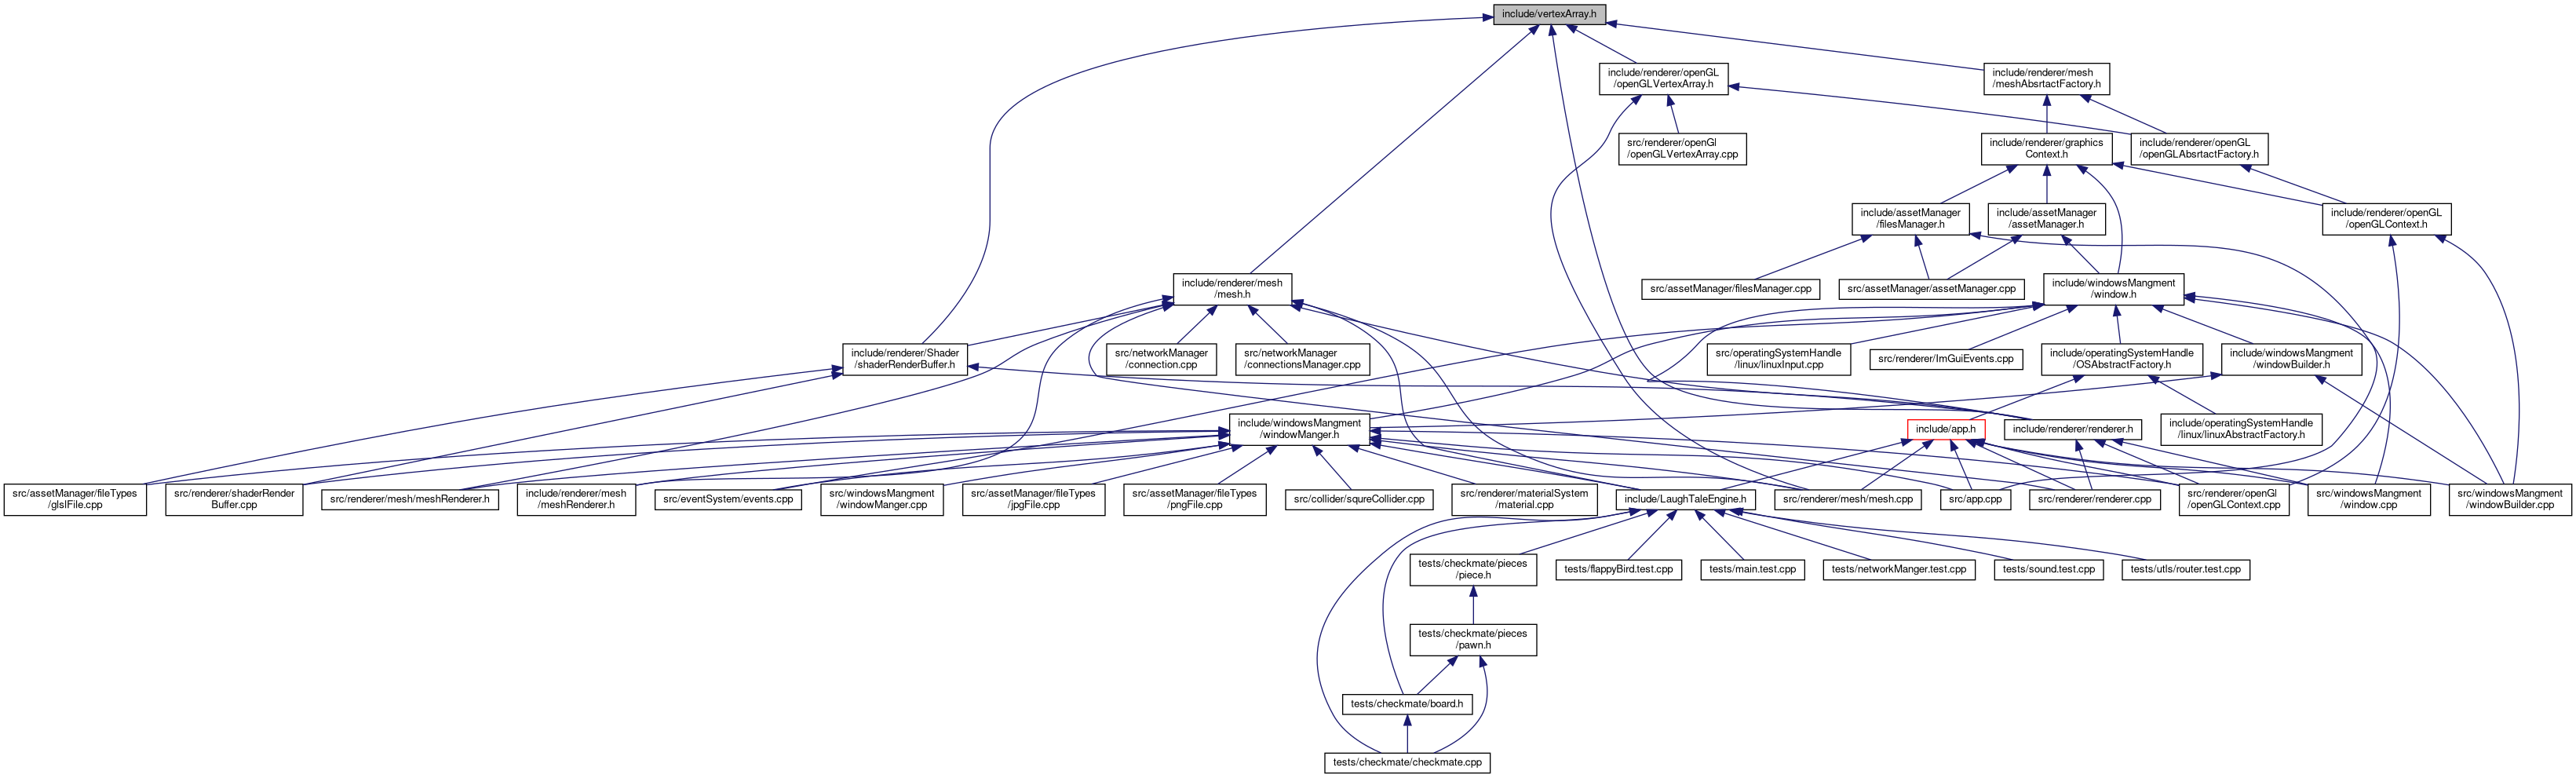 include/vertexArray.h
include/renderer/openGL
/openGLVertexArray.h
include/renderer/mesh
/meshAbsrtactFactory.h
src/renderer/openGl
/openGLVertexArray.cpp
include/renderer/graphics
Context.h
include/renderer/openGL
/openGLAbsrtactFactory.h
include/assetManager
/filesManager.h
include/assetManager
/assetManager.h
include/renderer/openGL
/openGLContext.h
include/renderer/mesh
/mesh.h
src/assetManager/filesManager.cpp
src/assetManager/assetManager.cpp
include/windowsMangment
/window.h
include/renderer/Shader
/shaderRenderBuffer.h
src/networkManager
/connection.cpp
src/networkManager
/connectionsManager.cpp
src/operatingSystemHandle
/linux/linuxInput.cpp
src/renderer/ImGuiEvents.cpp
include/operatingSystemHandle
/OSAbstractFactory.h
include/windowsMangment
/windowBuilder.h
include/windowsMangment
/windowManger.h
include/app.h
include/renderer/renderer.h
include/operatingSystemHandle
/linux/linuxAbstractFactory.h
src/assetManager/fileTypes
/glslFile.cpp
src/renderer/shaderRender
Buffer.cpp
src/renderer/mesh/meshRenderer.h
include/renderer/mesh
/meshRenderer.h
src/eventSystem/events.cpp
src/windowsMangment
/windowManger.cpp
src/assetManager/fileTypes
/jpgFile.cpp
src/assetManager/fileTypes
/pngFile.cpp
src/collider/squreCollider.cpp
src/renderer/materialSystem
/material.cpp
include/LaughTaleEngine.h
src/renderer/mesh/mesh.cpp
src/app.cpp
src/renderer/renderer.cpp
src/renderer/openGl
/openGLContext.cpp
src/windowsMangment
/window.cpp
src/windowsMangment
/windowBuilder.cpp
tests/checkmate/pieces
/piece.h
tests/flappyBird.test.cpp
tests/main.test.cpp
tests/networkManger.test.cpp
tests/sound.test.cpp
tests/utls/router.test.cpp
tests/checkmate/pieces
/pawn.h
tests/checkmate/board.h
tests/checkmate/checkmate.cpp